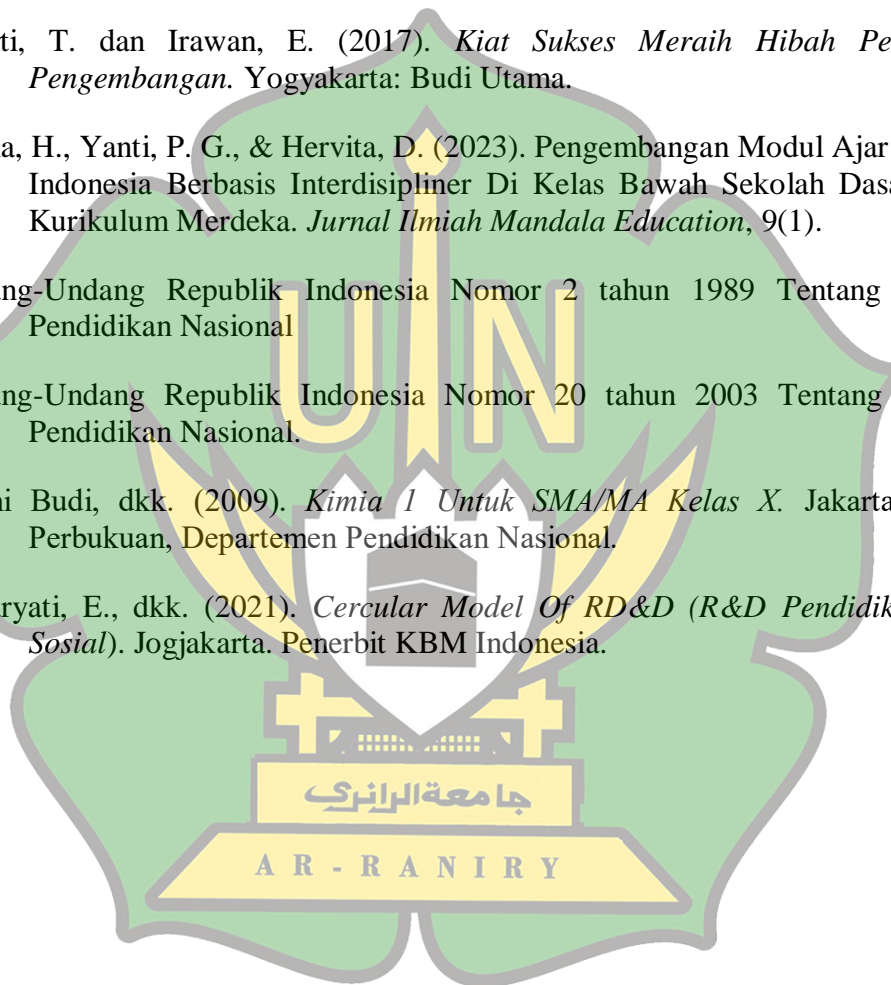 rti, T. dan Irawan, E. (2017). Kiat Sukses Meraih Hibah Pe
Pengembangan. Yogyakarta: Budi Utama.
a, H., Yanti, P. G., & Hervita, D. (2023). Pengembangan Modul Ajar
Indonesia Berbasis Interdisipliner Di Kelas Bawah Sekolah Dasa
Kurikulum Merdeka. Jurnal Ilmiah Mandala Education, 9(1).
ng-Undang Republik Indonesia Nomor 2 tahun 1989 Tentang
Pendidikan Nasional
ng-Undang Republik Indonesia Nomor 20 tahun 2003 Tentang
Pendidikan Nasional.
ni Budi, dkk. (2009). Kimia 1 Untuk SMA/MA Kelas X. Jakarta
Perbukuan, Departemen Pendidikan Nasional.
ryati, E., dkk. (2021). Cercular Model Of RD&D (R&D Pendidik
Sosial). Jogjakarta. Penerbit KBM Indonesia.
UIN
جامعة الرانري
AR-RANIRY